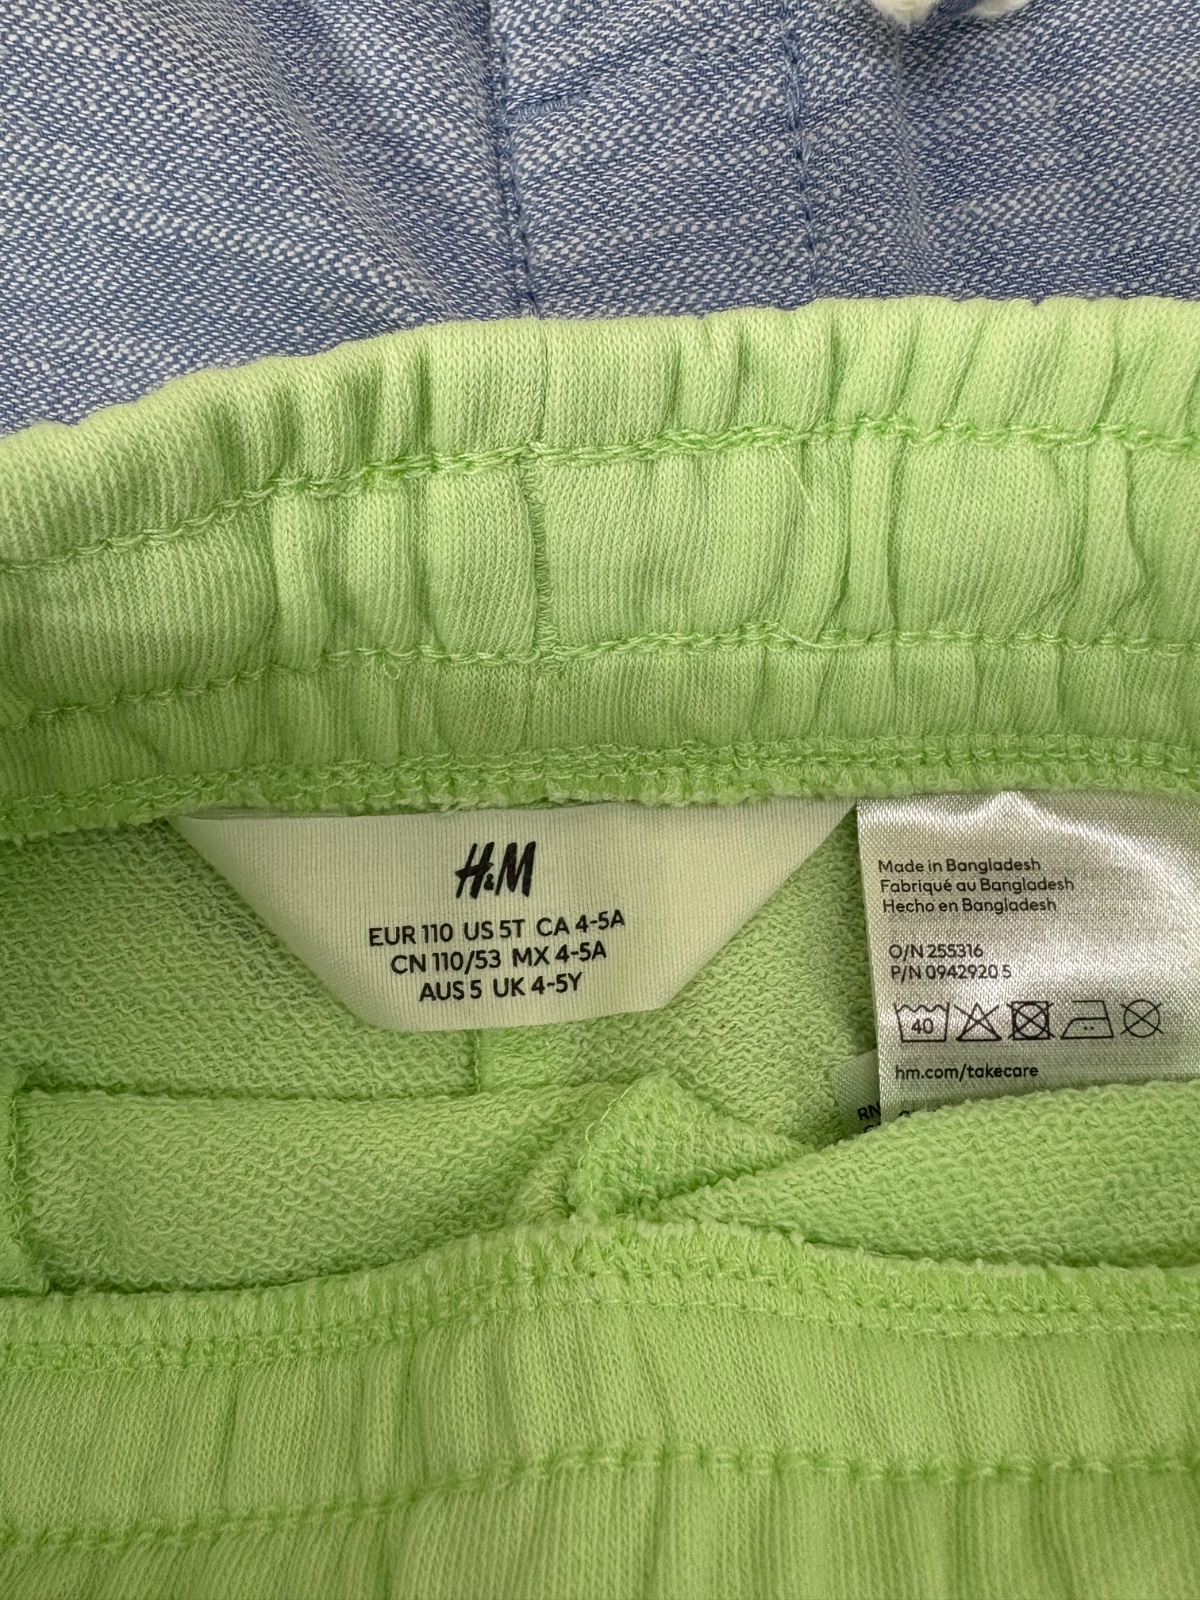 H&M
EUR 110 US 5T CA 4-5A
CN 110/53 MX 4-5A
AUS 5 UK 4-5Y
Made in Bangladesh
Fabriqué au Bangladesh
Hecho en Bangladesh
O/N 255316
P/N 0942920 5
40
hm.com/takecare
RN